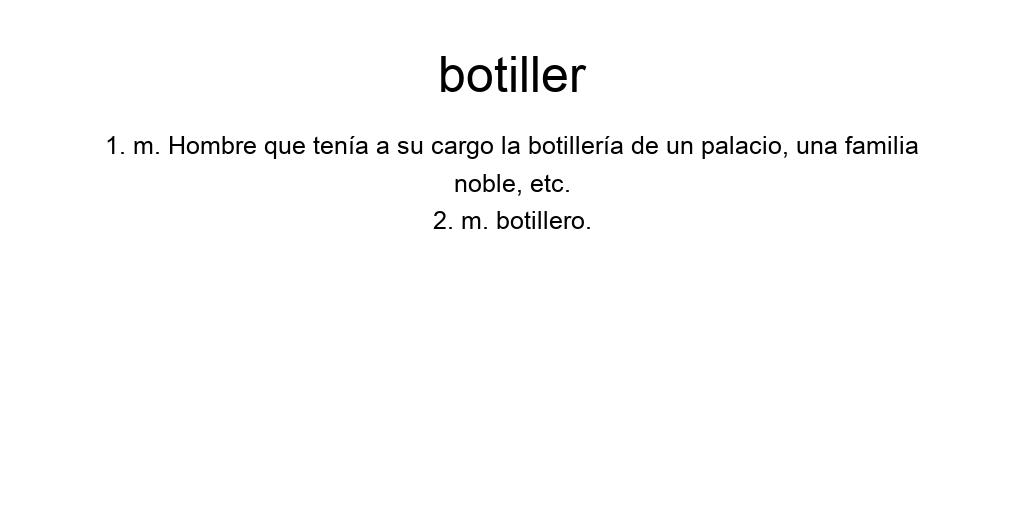 botiller
1. m. Hombre que tenía a su cargo la botillería de un palacio, una familia
noble, etc.
2. m. botillero.